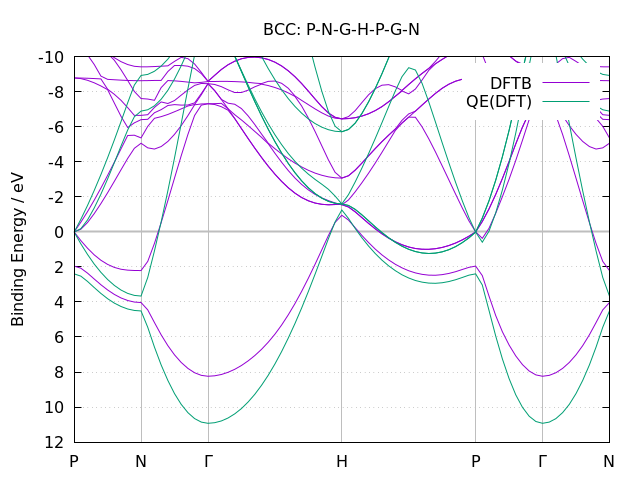 BCC: P-N-G-H-P-G-N
-10
-8
-6
-4
-2
0
2
4
6
8
10
12
Binding Energy / eV
DFTB
QE(DFT)
P N Γ H P Γ N